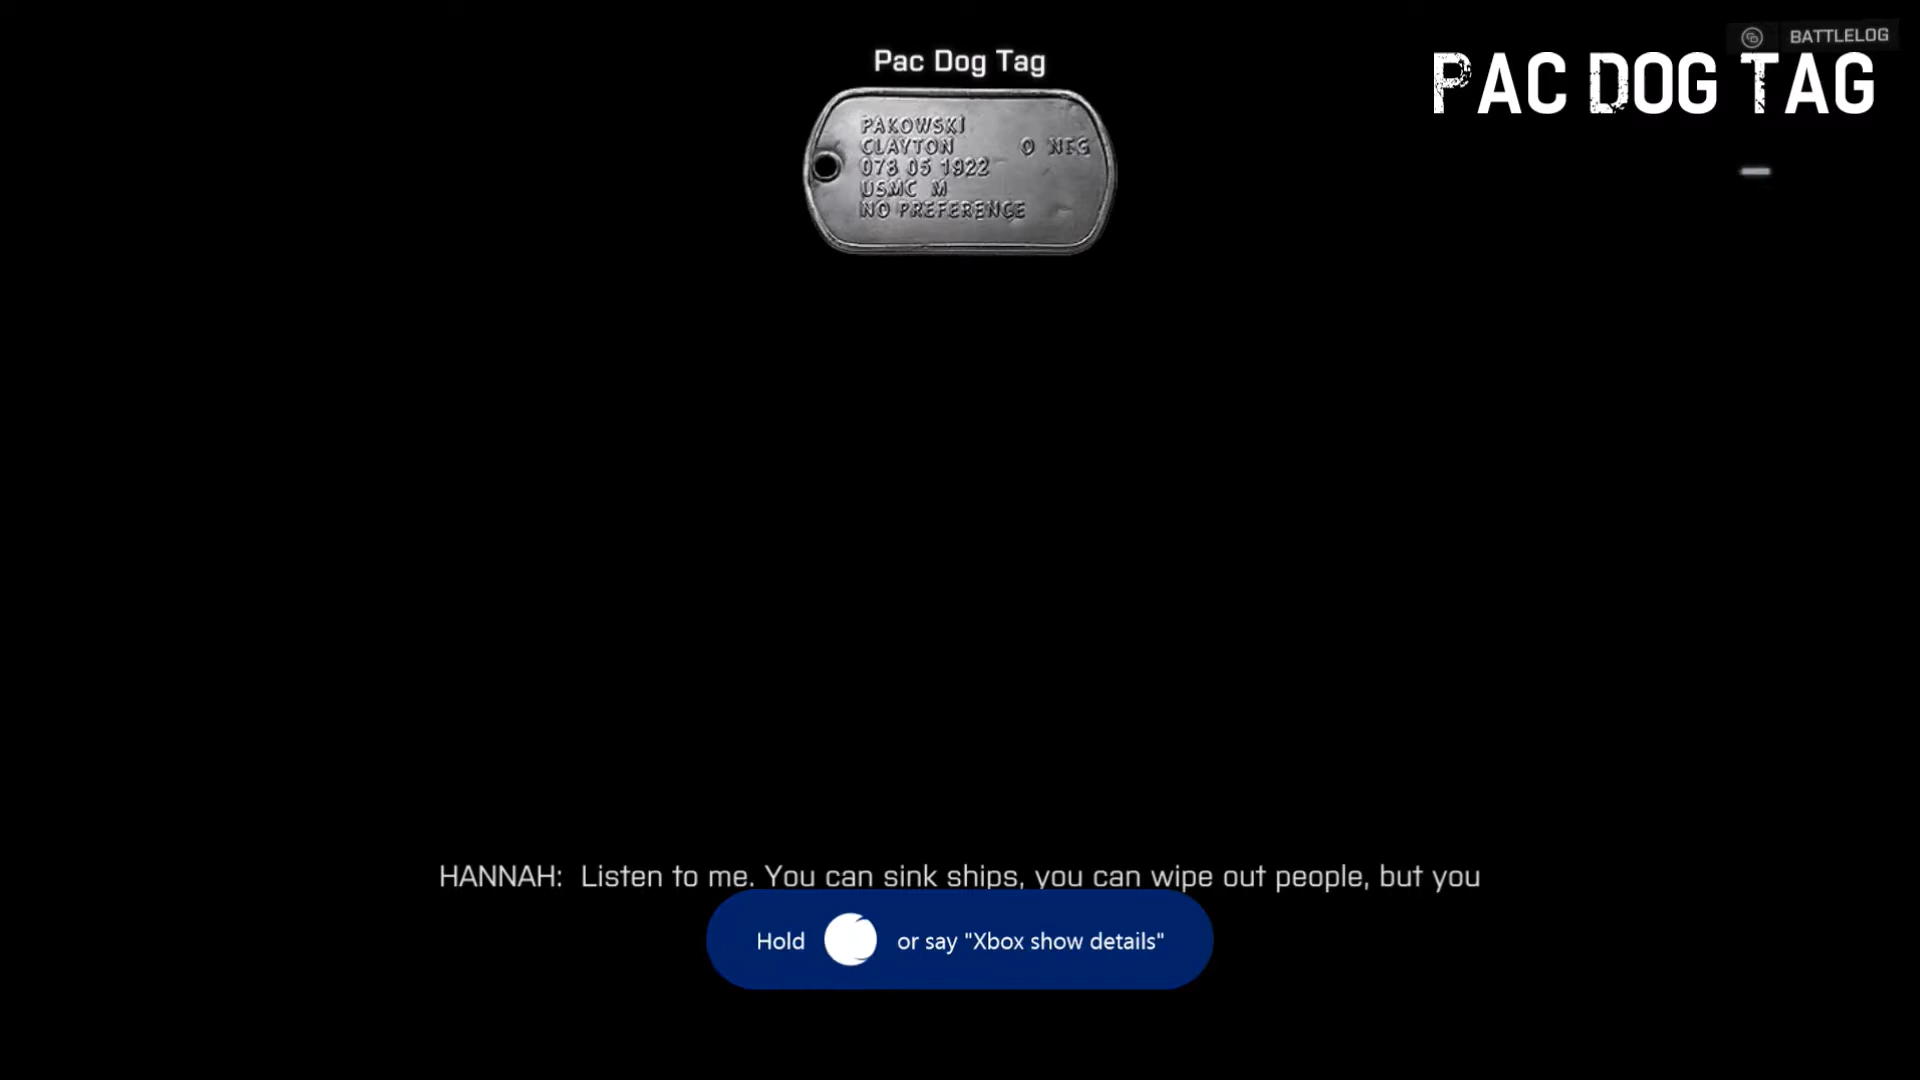 BATTLELOG
Pac Dog Tag
PAC DOG TAG
PAKOWSKI
CLAYTON O NEG
078 05 1922
USMC M
NO PREFERENCE
HANNAH: Listen to me. You can sink ships, you can wipe out people, but you
Hold or say "Xbox show details"